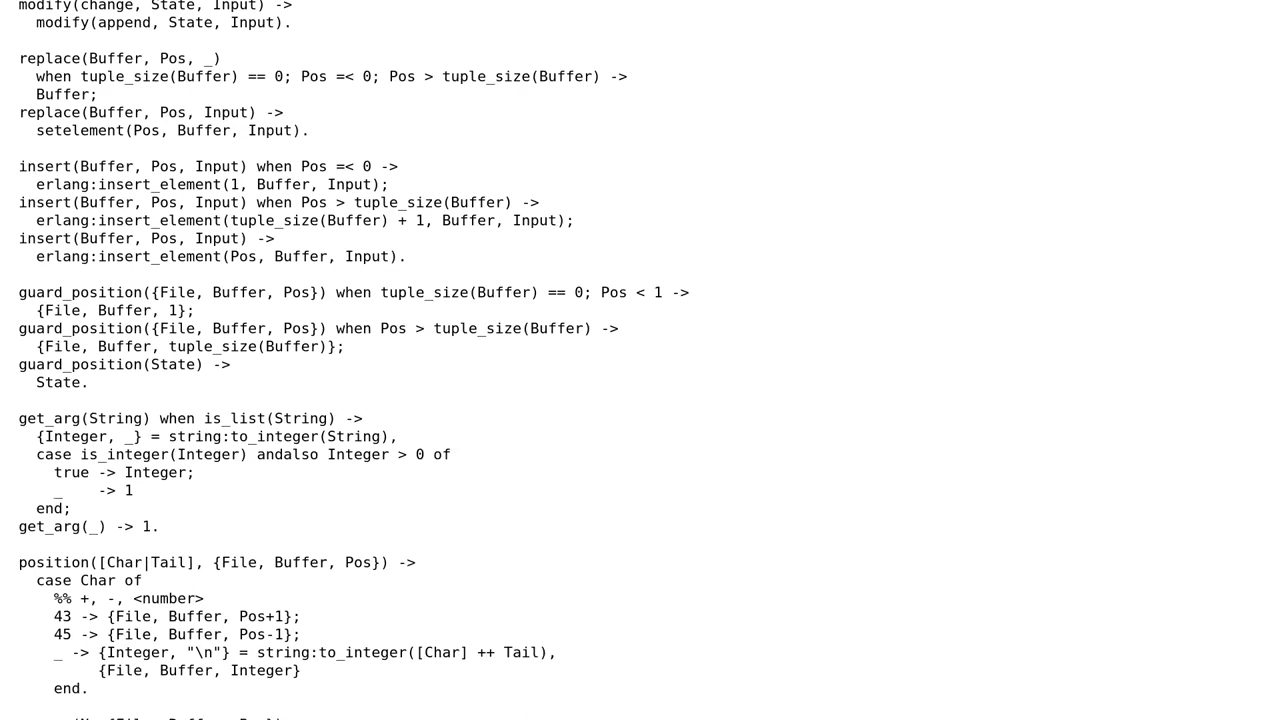 modify(change, State, Input) ->
  modify(append, State, Input).

replace(Buffer, Pos, _)
  when tuple_size(Buffer) == 0; Pos =< 0; Pos > tuple_size(Buffer) ->
  Buffer;
replace(Buffer, Pos, Input) ->
  setelement(Pos, Buffer, Input).

insert(Buffer, Pos, Input) when Pos =< 0 ->
  erlang:insert_element(1, Buffer, Input);
insert(Buffer, Pos, Input) when Pos > tuple_size(Buffer) ->
  erlang:insert_element(tuple_size(Buffer) + 1, Buffer, Input);
insert(Buffer, Pos, Input) ->
  erlang:insert_element(Pos, Buffer, Input).

guard_position({File, Buffer, Pos}) when tuple_size(Buffer) == 0; Pos < 1 ->
  {File, Buffer, 1};
guard_position({File, Buffer, Pos}) when Pos > tuple_size(Buffer) ->
  {File, Buffer, tuple_size(Buffer)};
guard_position(State) ->
  State.

get_arg(String) when is_list(String) ->
  {Integer, _} = string:to_integer(String),
  case is_integer(Integer) andalso Integer > 0 of
    true -> Integer;
    _    -> 1
  end;
get_arg(_) -> 1.

position([Char|Tail], {File, Buffer, Pos}) ->
  case Char of
    %% +, -, <number>
    43 -> {File, Buffer, Pos+1};
    45 -> {File, Buffer, Pos-1};
    _ -> {Integer, "\n"} = string:to_integer([Char] ++ Tail),
         {File, Buffer, Integer}
    end.